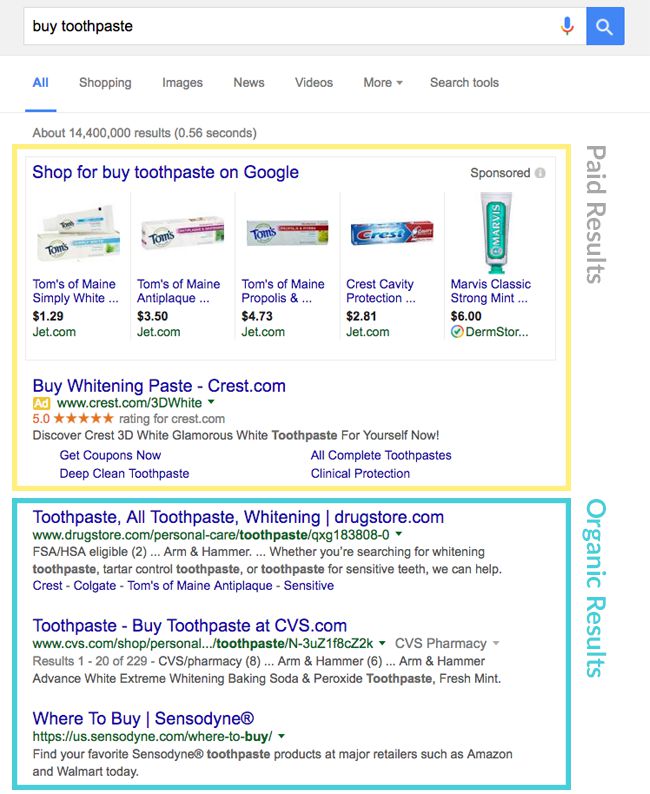 buy toothpaste
All Shopping Images News Videos More Search tools
About 14,400,000 results (0.56 seconds)
Shop for buy toothpaste on Google Sponsored
Tom's Tom's Tom's Crest MARVIS
Tom's of Maine Tom's of Maine Tom's of Maine Crest Cavity Marvis Classic
Simply White ... Antiplaque ... Propolis & ... Protection ... Strong Mint ...
$1.29 $3.50 $4.73 $2.81 $6.00
Jet.com Jet.com Jet.com Jet.com DermStor...
Buy Whitening Paste - Crest.com
Ad www.crest.com/3DWhite
5.0 ★★★★★ rating for crest.com
Discover Crest 3D White Glamorous White Toothpaste For Yourself Now!
Get Coupons Now All Complete Toothpastes
Deep Clean Toothpaste Clinical Protection
Paid Results
Toothpaste, All Toothpaste, Whitening | drugstore.com
www.drugstore.com/personal-care/toothpaste/qxg183808-0
FSA/HSA eligible (2) ... Arm & Hammer. ... Whether you're searching for whitening
toothpaste, tartar control toothpaste, or toothpaste for sensitive teeth, we can help.
Crest - Colgate - Tom's of Maine Antiplaque - Sensitive
Toothpaste - Buy Toothpaste at CVS.com
www.cvs.com/shop/personal.../toothpaste/N-3uZ1f8cZ2k CVS Pharmacy
Results 1 - 20 of 229 - CVS/pharmacy (8) ... Arm & Hammer (6) ... Arm & Hammer
Advance White Extreme Whitening Baking Soda & Peroxide Toothpaste, Fresh Mint.
Where To Buy | Sensodyne®
https://us.sensodyne.com/where-to-buy/
Find your favorite Sensodyne® toothpaste products at major retailers such as Amazon
and Walmart today.
Organic Results